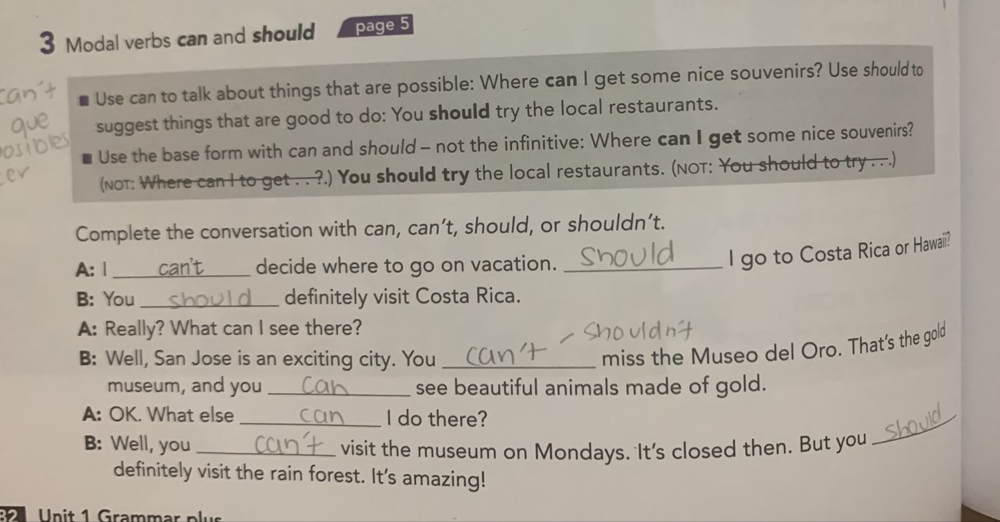 3 Modal verbs can and should page 5
can't
que
■ Use can to talk about things that are possible: Where can I get some nice souvenirs? Use should to
suggest things that are good to do: You should try the local restaurants.
■ Use the base form with can and should – not the infinitive: Where can I get some nice souvenirs?
(NOT: Where can I to get . . ?.) You should try the local restaurants. (NOT: You should to try . . .)
Complete the conversation with can, can't, should, or shouldn't.
A: I can't decide where to go on vacation. should I go to Costa Rica or Hawaii?
B: You should definitely visit Costa Rica.
A: Really? What can I see there?
– shouldn't
B: Well, San Jose is an exciting city. You can't miss the Museo del Oro. That's the gold
museum, and you can see beautiful animals made of gold.
A: OK. What else can I do there?
B: Well, you can't visit the museum on Mondays. It's closed then. But you should
definitely visit the rain forest. It's amazing!
32 Unit 1 Grammar plus